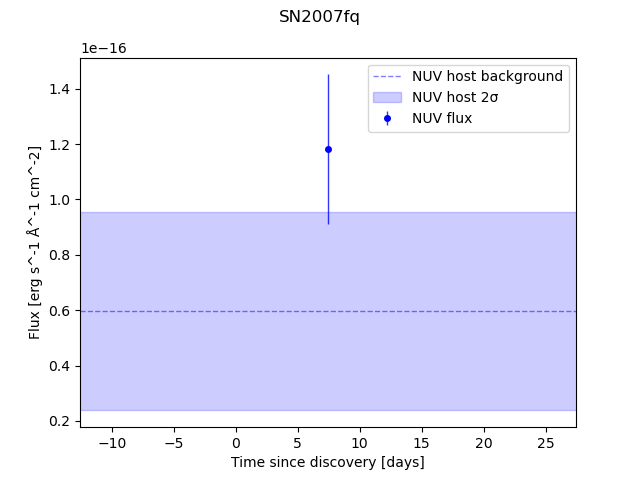 SN2007fq
1e−16
NUV host background
NUV host 2σ
NUV flux
1.4
1.2
1.0
0.8
0.6
0.4
0.2
Flux [erg s^-1 Å^-1 cm^-2]
−10 −5 0 5 10 15 20 25
Time since discovery [days]